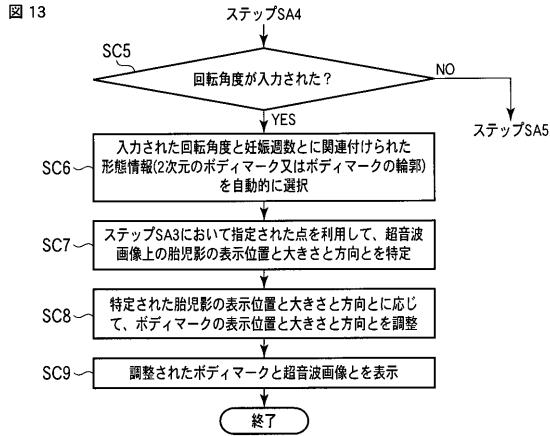 図 13
ステップSA4
SC5
回転角度が入力された？
NO
YES
ステップSA5
SC6
入力された回転角度と妊娠週数とに関連付けられた
形態情報(2次元のボディマーク又はボディマークの輪郭)
を自動的に選択
SC7
ステップSA3において指定された点を利用して、超音波
画像上の胎児影の表示位置と大きさと方向とを特定
SC8
特定された胎児影の表示位置と大きさと方向とに応じ
て、ボディマークの表示位置と大きさと方向とを調整
SC9
調整されたボディマークと超音波画像とを表示
終了